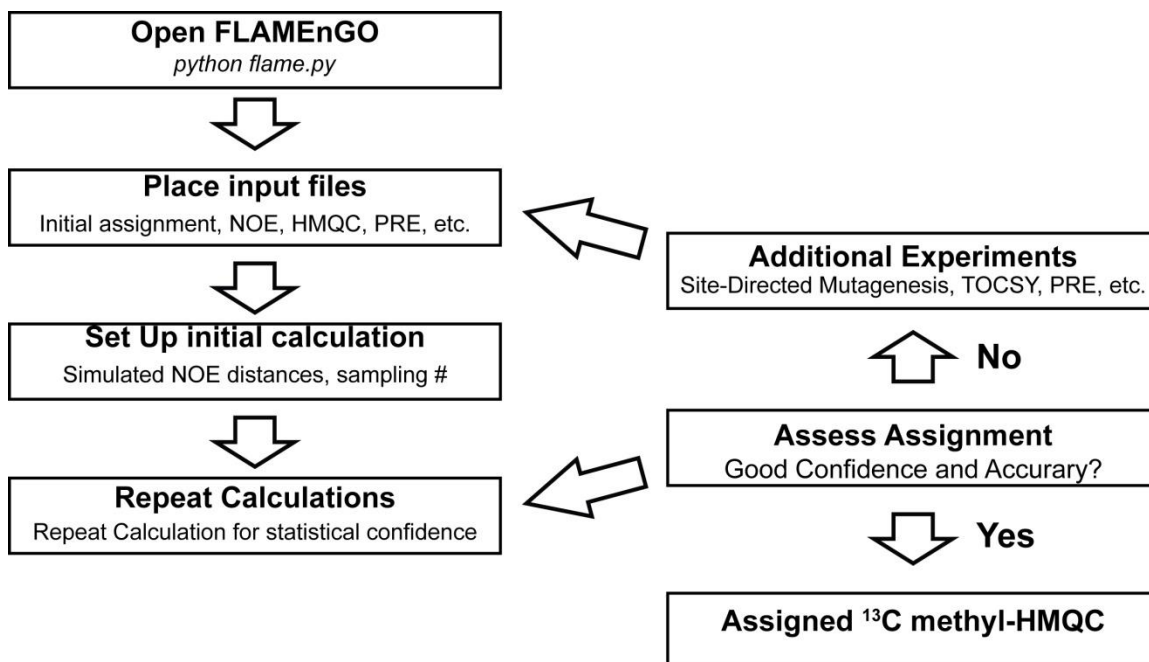 Open FLAMEnGO
python flame.py
Place input files
Initial assignment, NOE, HMQC, PRE, etc.
Set Up initial calculation
Simulated NOE distances, sampling #
Repeat Calculations
Repeat Calculation for statistical confidence
Additional Experiments
Site-Directed Mutagenesis, TOCSY, PRE, etc.
No
Assess Assignment
Good Confidence and Accurary?
Yes
Assigned ¹³C methyl-HMQC